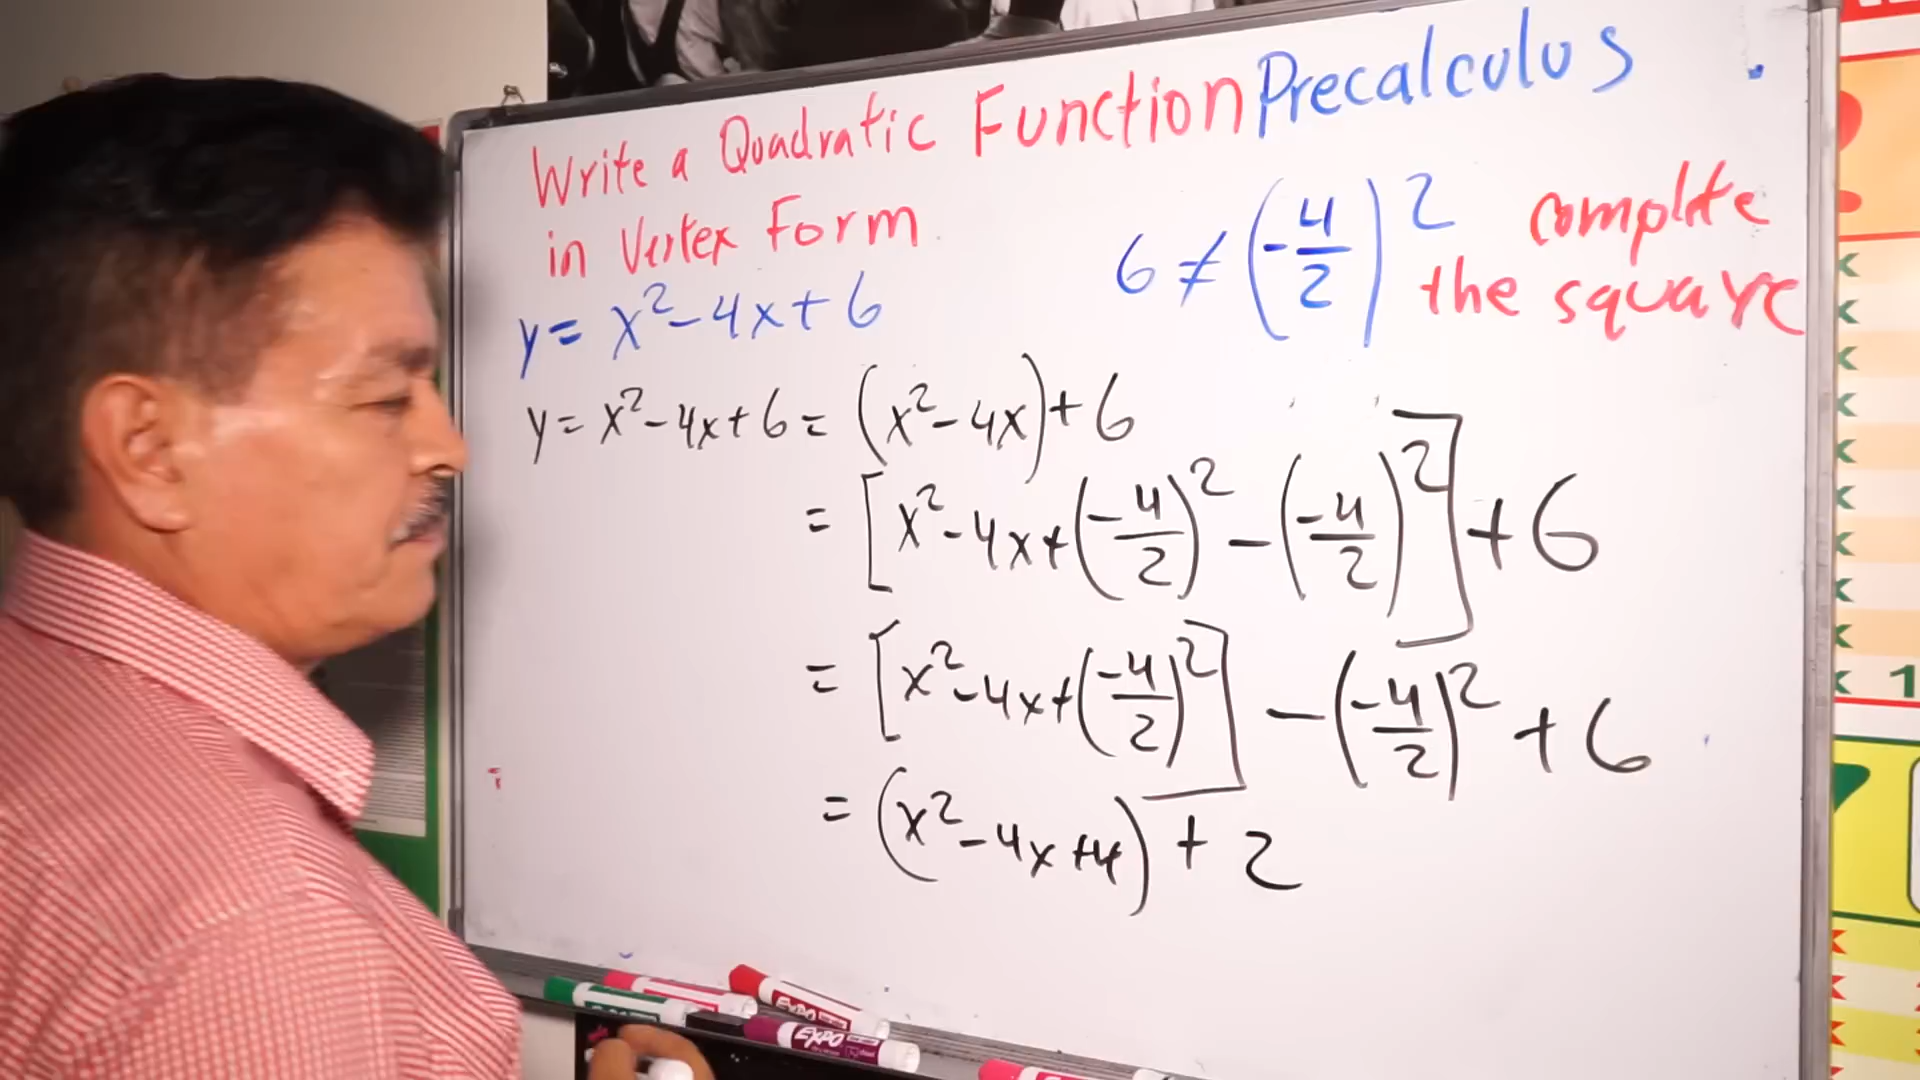 Write a Quadratic Function Precalculus
in Vertex Form
y = x² - 4x + 6
6 ≠ (-4/2)² complete
the square
y = x² - 4x + 6 = (x² - 4x) + 6
= [x² - 4x + (-4/2)² - (-4/2)²] + 6
= [x² - 4x + (-4/2)²] - (-4/2)² + 6
= (x² - 4x + 4) + 2
EXPO
EXPO